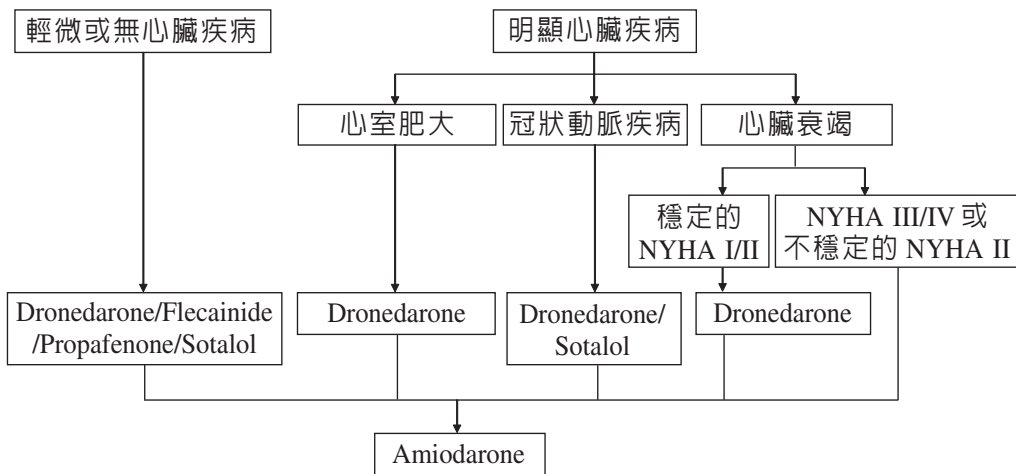 輕微或無心臟疾病
明顯心臟疾病
心室肥大
冠狀動脈疾病
心臟衰竭
穩定的
NYHA I/II
NYHA III/IV 或
不穩定的 NYHA II
Dronedarone/Flecainide
/Propafenone/Sotalol
Dronedarone
Dronedarone/
Sotalol
Dronedarone
Amiodarone